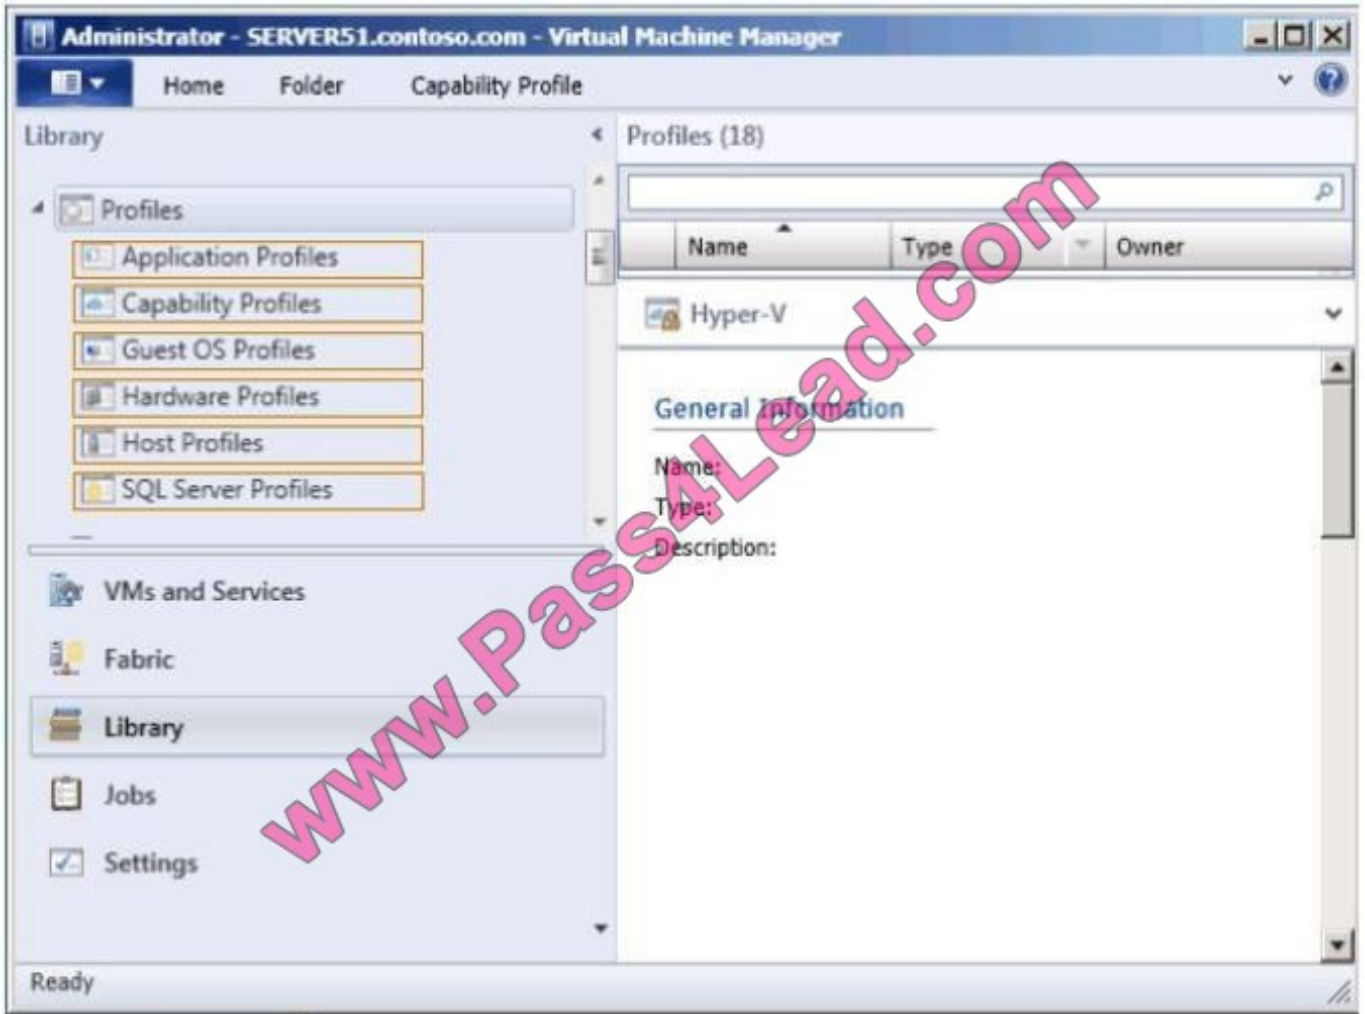 Administrator - SERVER51.contoso.com - Virtual Machine Manager
Home Folder Capability Profile
Library
Profiles
Application Profiles
Capability Profiles
Guest OS Profiles
Hardware Profiles
Host Profiles
SQL Server Profiles
VMs and Services
Fabric
Library
Jobs
Settings
Profiles (18)
Name Type Owner
Hyper-V
General Information
Name:
Type:
Description:
Ready
www.Pass4Lead.com